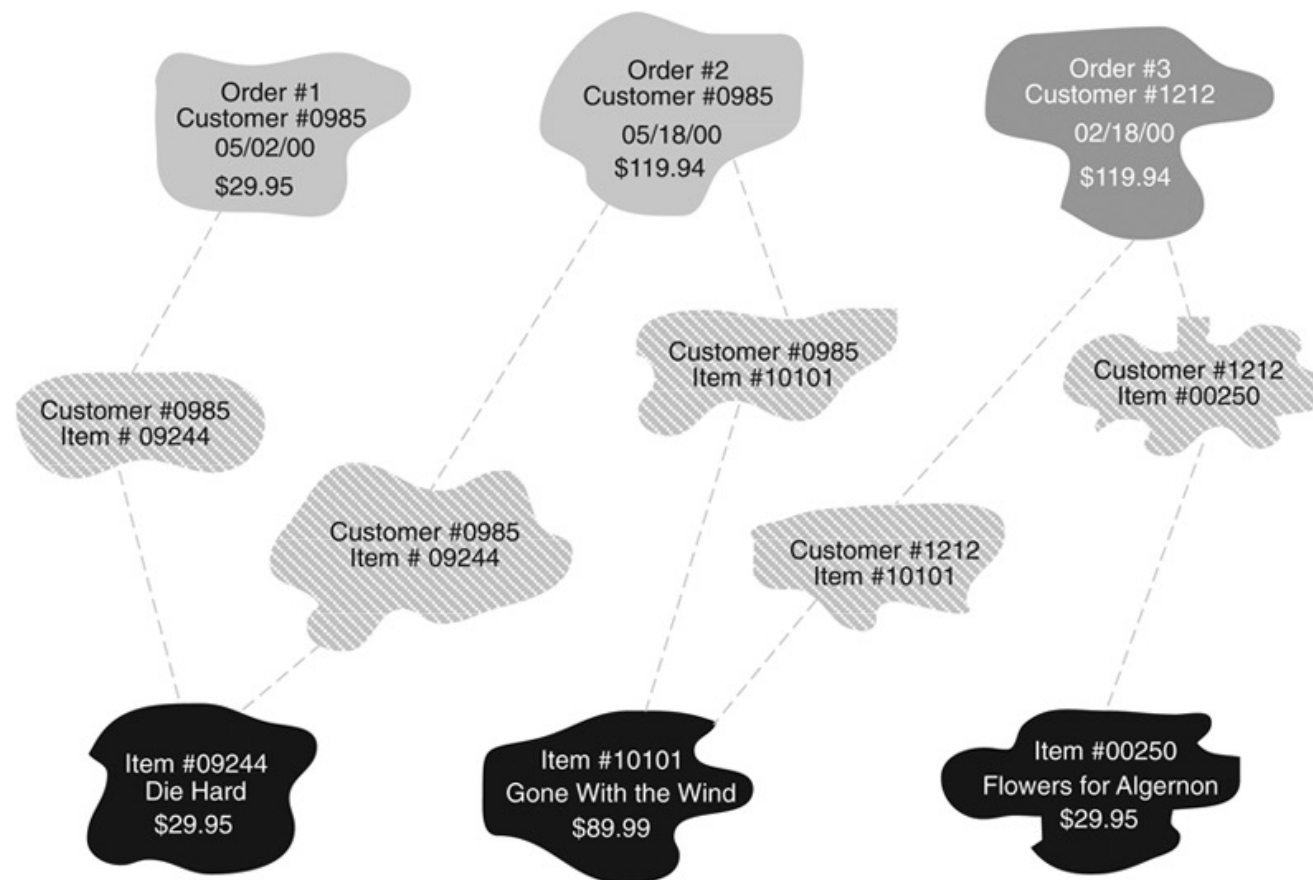 Order #1
Customer #0985
05/02/00
$29.95
Order #2
Customer #0985
05/18/00
$119.94
Order #3
Customer #1212
02/18/00
$119.94
Customer #0985
Item # 09244
Customer #0985
Item # 09244
Customer #0985
Item #10101
Customer #1212
Item #10101
Customer #1212
Item #00250
Item #09244
Die Hard
$29.95
Item #10101
Gone With the Wind
$89.99
Item #00250
Flowers for Algernon
$29.95